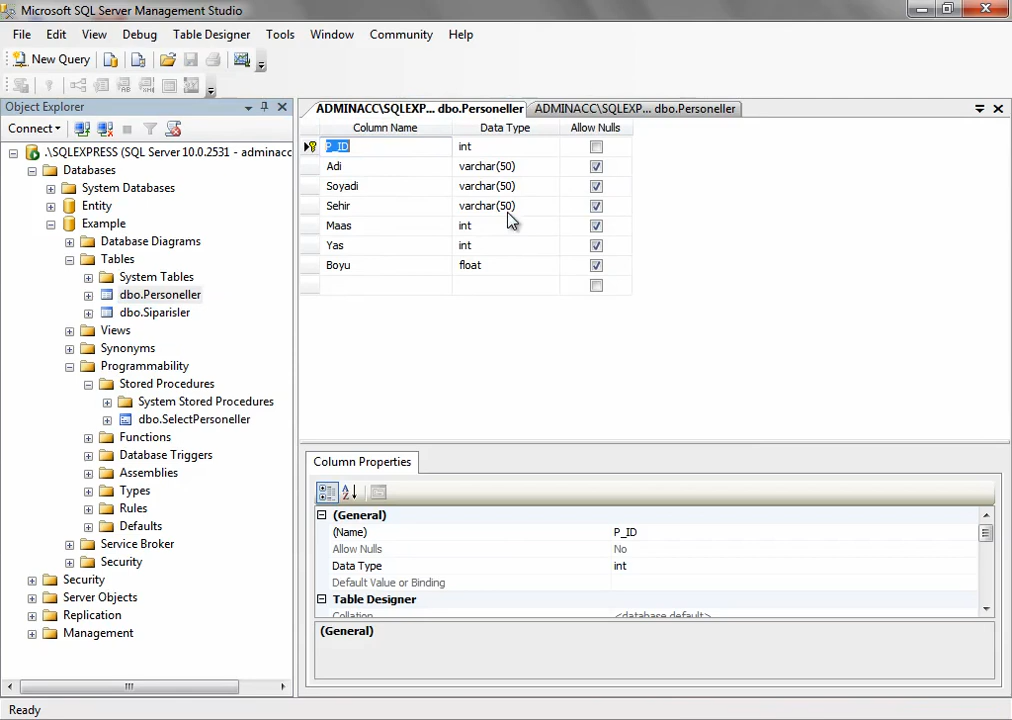 Microsoft SQL Server Management Studio
File Edit View Debug Table Designer Tools Window Community Help
New Query
Object Explorer
Connect
.\SQLEXPRESS (SQL Server 10.0.2531 - adminacc
Databases
System Databases
Entity
Example
Database Diagrams
Tables
System Tables
dbo.Personeller
dbo.Siparisler
Views
Synonyms
Programmability
Stored Procedures
System Stored Procedures
dbo.SelectPersoneller
Functions
Database Triggers
Assemblies
Types
Rules
Defaults
Service Broker
Security
Security
Server Objects
Replication
Management
ADMINACC\SQLEXP... dbo.Personeller ADMINACC\SQLEXP... dbo.Personeller
Column Name Data Type Allow Nulls
P_ID int
Adi varchar(50)
Soyadi varchar(50)
Sehir varchar(50)
Maas int
Yas int
Boyu float
Column Properties
(General)
(Name) P_ID
Allow Nulls No
Data Type int
Default Value or Binding
Table Designer
Collation <database default>
(General)
Ready